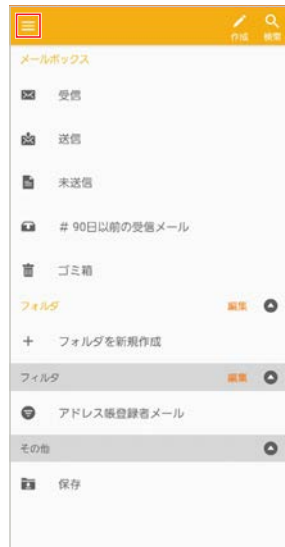 作成 検索
メールボックス
受信
送信
未送信
# 90日以前の受信メール
ゴミ箱
フォルダ 編集
+ フォルダを新規作成
フィルタ 編集
アドレス帳登録者メール
その他
保存